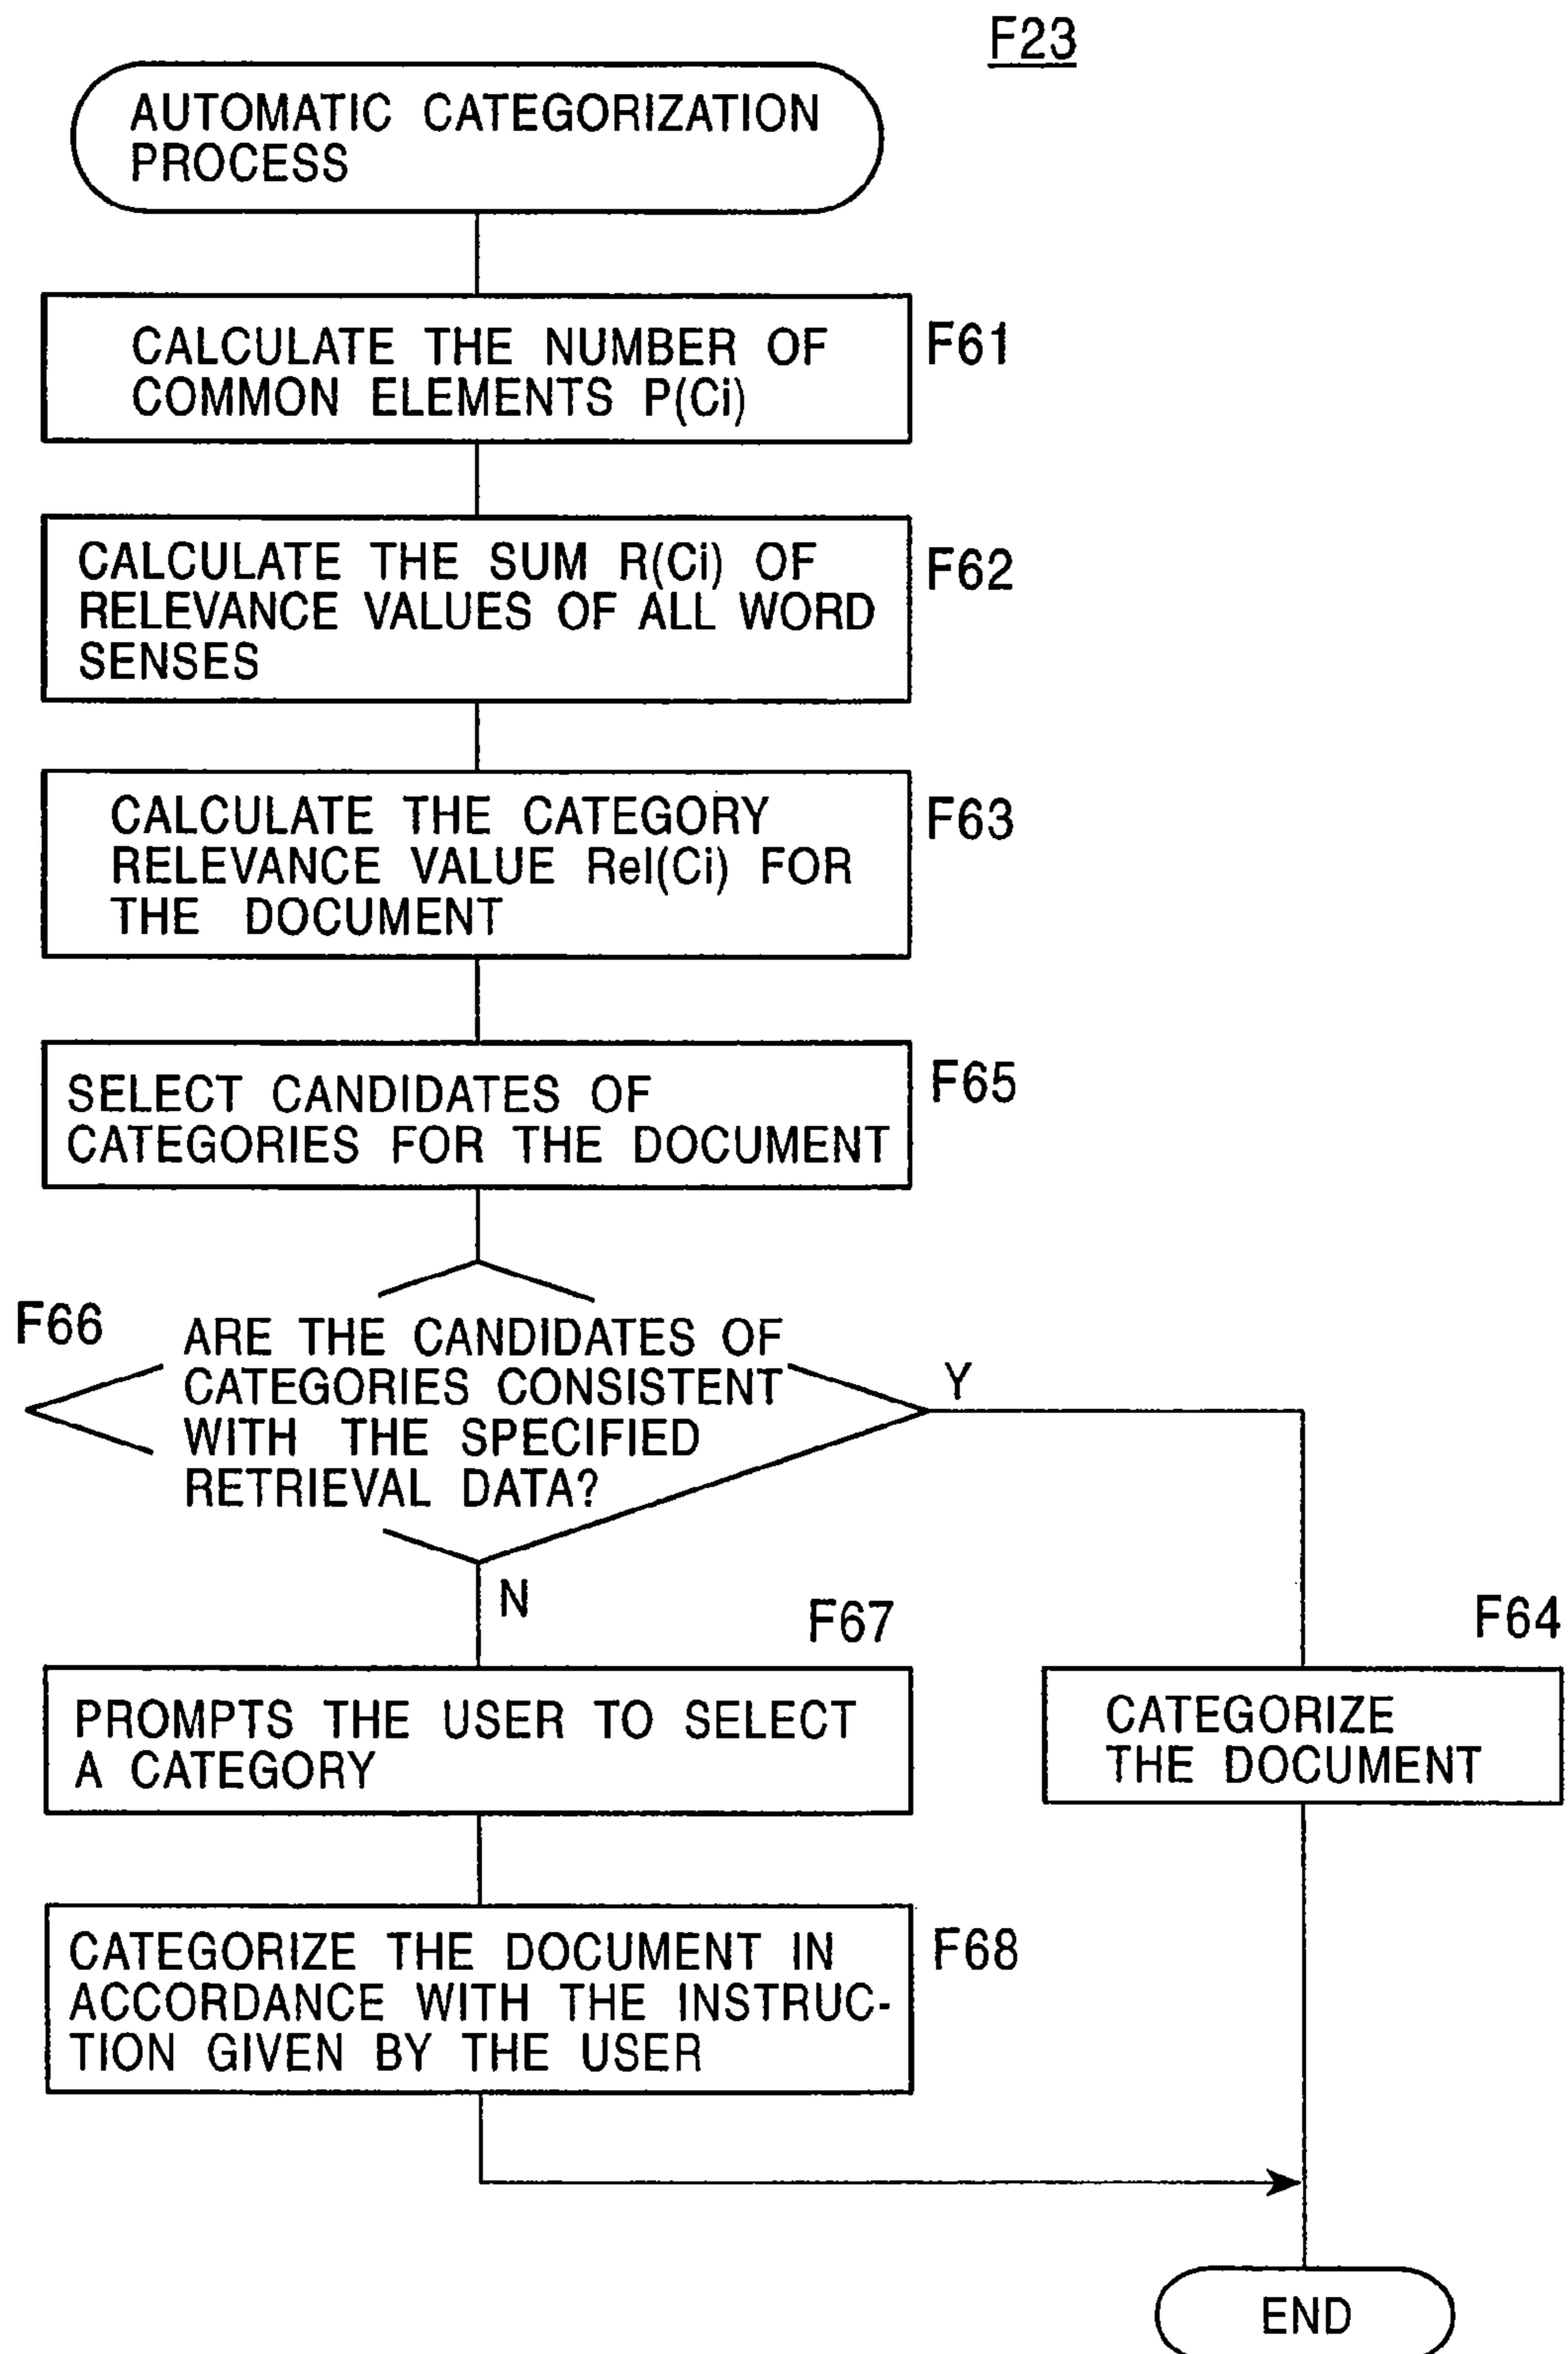 F23
AUTOMATIC CATEGORIZATION
PROCESS
CALCULATE THE NUMBER OF
COMMON ELEMENTS P(Ci)
F61
CALCULATE THE SUM R(Ci) OF
RELEVANCE VALUES OF ALL WORD
SENSES
F62
CALCULATE THE CATEGORY
RELEVANCE VALUE Rel(Ci) FOR
THE DOCUMENT
F63
SELECT CANDIDATES OF
CATEGORIES FOR THE DOCUMENT
F65
F66
ARE THE CANDIDATES OF
CATEGORIES CONSISTENT
WITH THE SPECIFIED
RETRIEVAL DATA?
Y
N
F67
PROMPTS THE USER TO SELECT
A CATEGORY
F64
CATEGORIZE
THE DOCUMENT
CATEGORIZE THE DOCUMENT IN
ACCORDANCE WITH THE INSTRUC-
TION GIVEN BY THE USER
F68
END